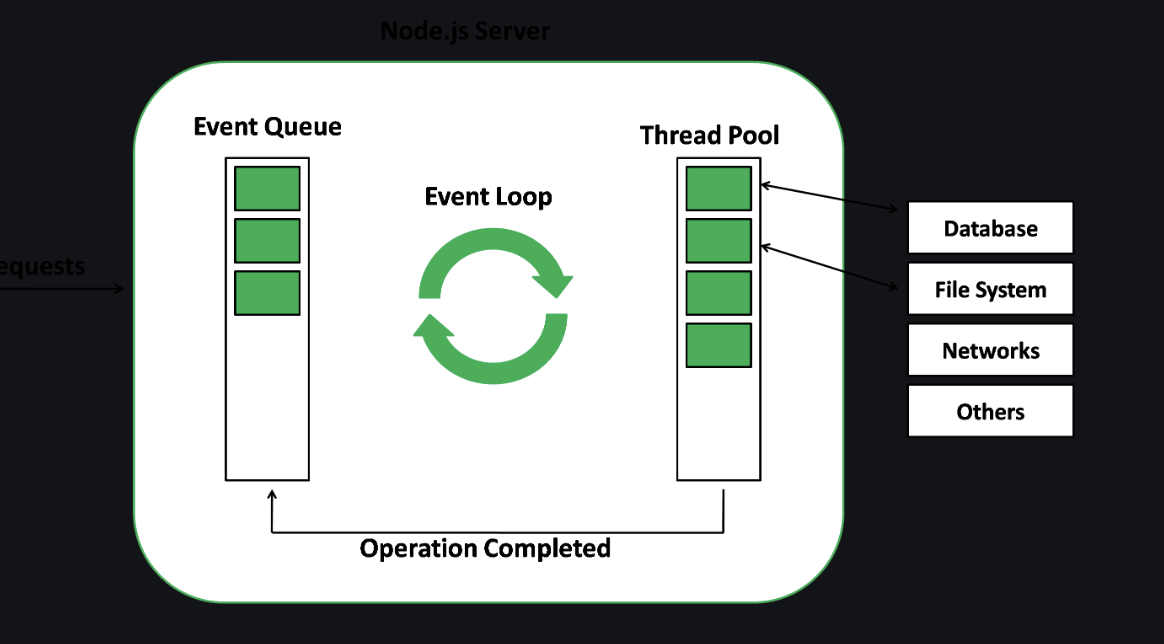 Node.js Server
Event Queue
Thread Pool
Event Loop
equests
Database
File System
Networks
Others
Operation Completed